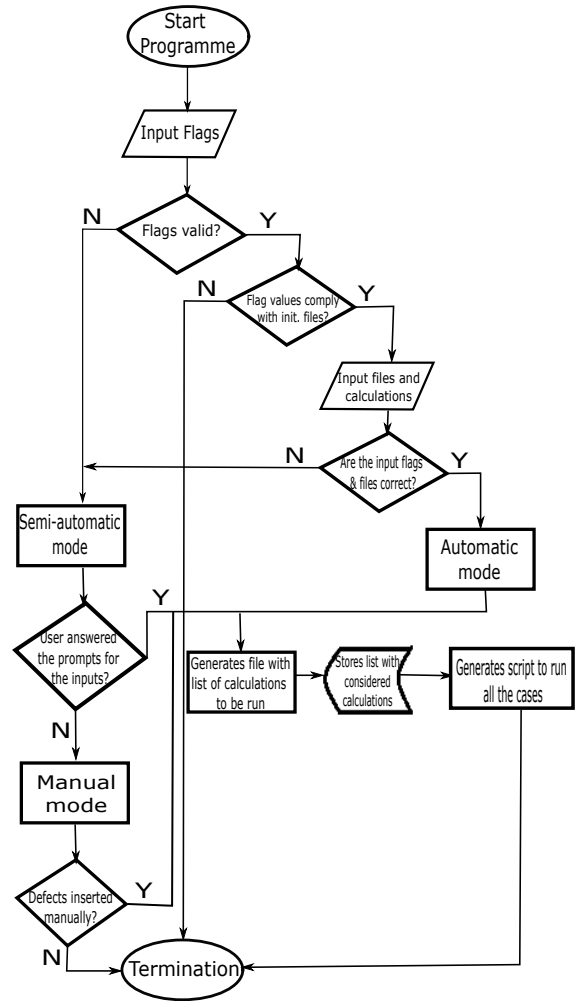 Start
Programme
Input Flags
N
Y
Flags valid?
N
Y
Flag values comply
with init. files?
Input files and
calculations
N
Y
Are the input flags
& files correct?
Semi-automatic
mode
Automatic
mode
Y
User answered
the prompts for
the inputs?
Generates file with
list of calculations
to be run
Stores list with
considered
calculations
Generates script to run
all the cases
N
Manual
mode
Y
Defects inserted
manually?
N
Termination